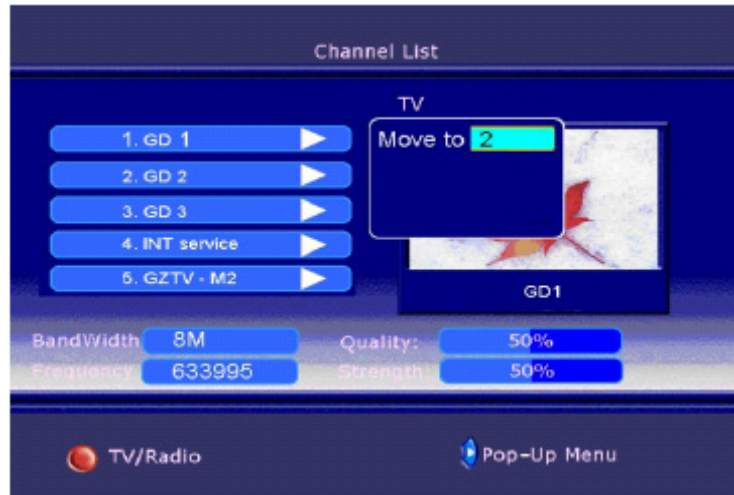 Channel List
TV
Move to 2
1. GD 1
2. GD 2
3. GD 3
4. INT service
5. GZTV - M2
GD1
BandWidth 8M Quality: 50%
Frequency 633995 Strength: 50%
TV/Radio Pop-Up Menu